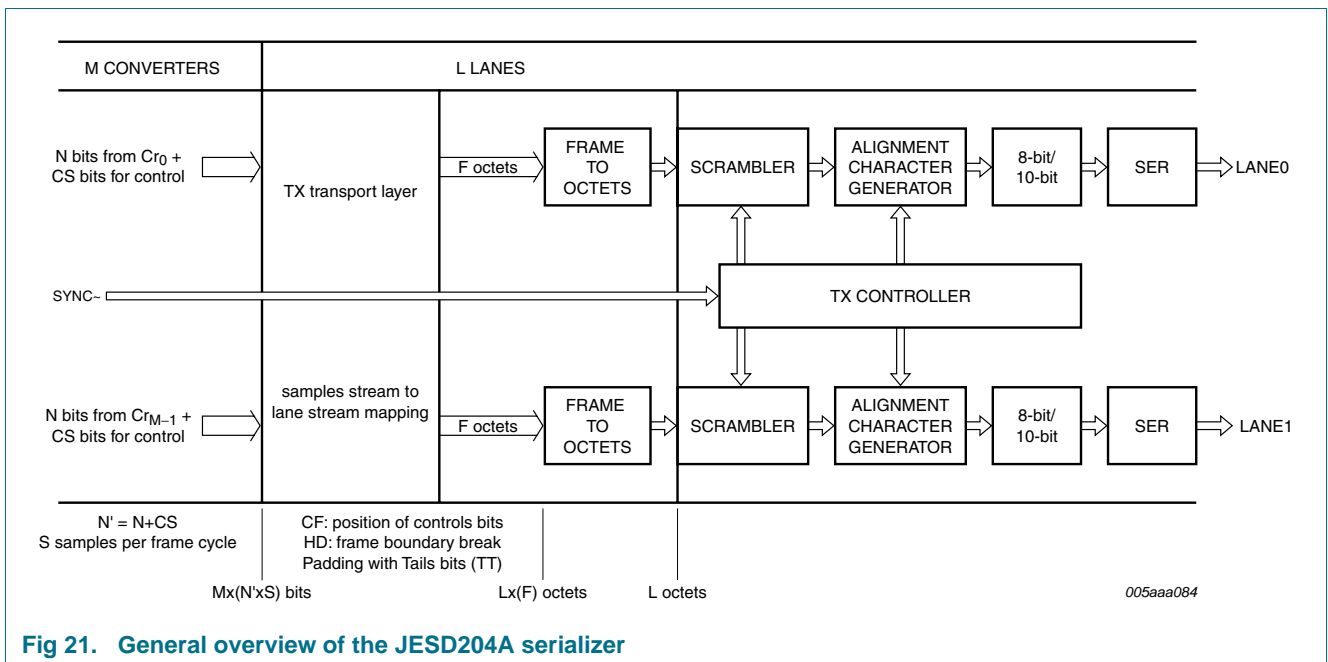 M CONVERTERS
L LANES
N bits from Cr0 +
CS bits for control
TX transport layer
F octets
FRAME
TO
OCTETS
SCRAMBLER
ALIGNMENT
CHARACTER
GENERATOR
8-bit/
10-bit
SER
LANE0
SYNC~
TX CONTROLLER
N bits from CrM−1 +
CS bits for control
samples stream to
lane stream mapping
F octets
FRAME
TO
OCTETS
SCRAMBLER
ALIGNMENT
CHARACTER
GENERATOR
8-bit/
10-bit
SER
LANE1
N' = N+CS
S samples per frame cycle
CF: position of controls bits
HD: frame boundary break
Padding with Tails bits (TT)
Mx(N'xS) bits
Lx(F) octets
L octets
005aaa084
Fig 21. General overview of the JESD204A serializer